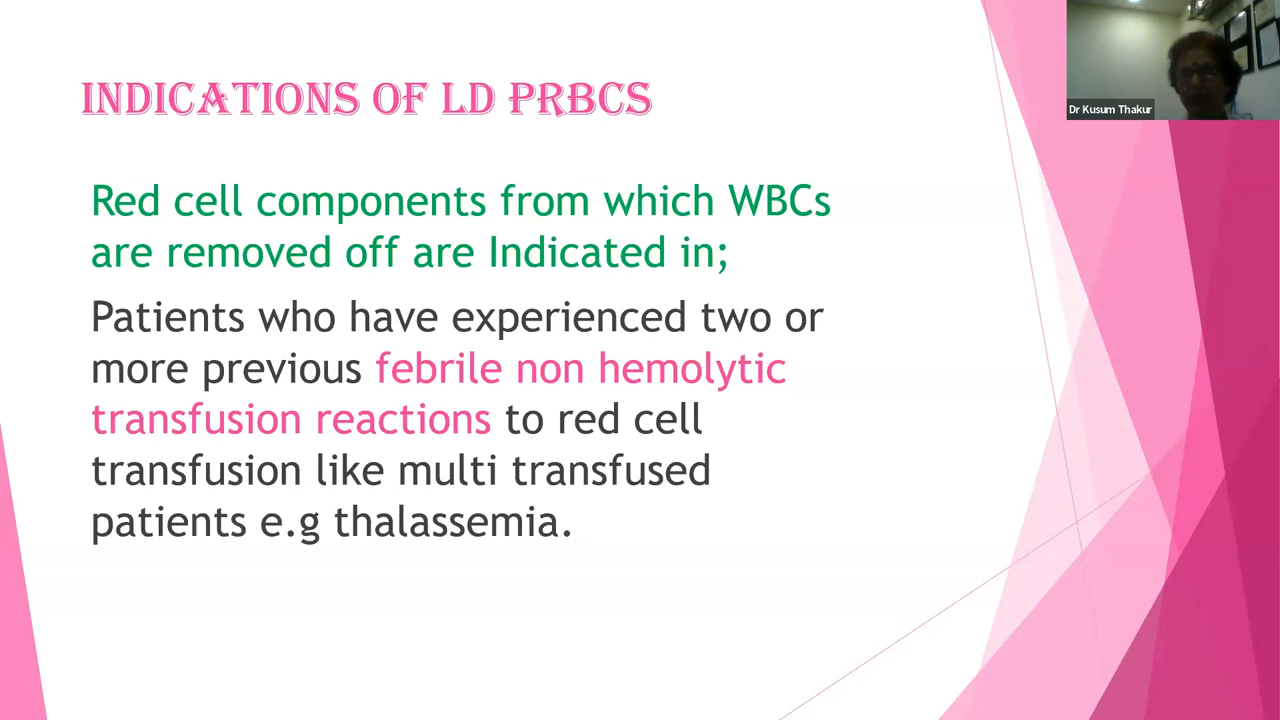 INDICATIONS OF LD PRBCS
Dr Kusum Thakur
Red cell components from which WBCs
are removed off are Indicated in;
Patients who have experienced two or
more previous febrile non hemolytic
transfusion reactions to red cell
transfusion like multi transfused
patients e.g thalassemia.